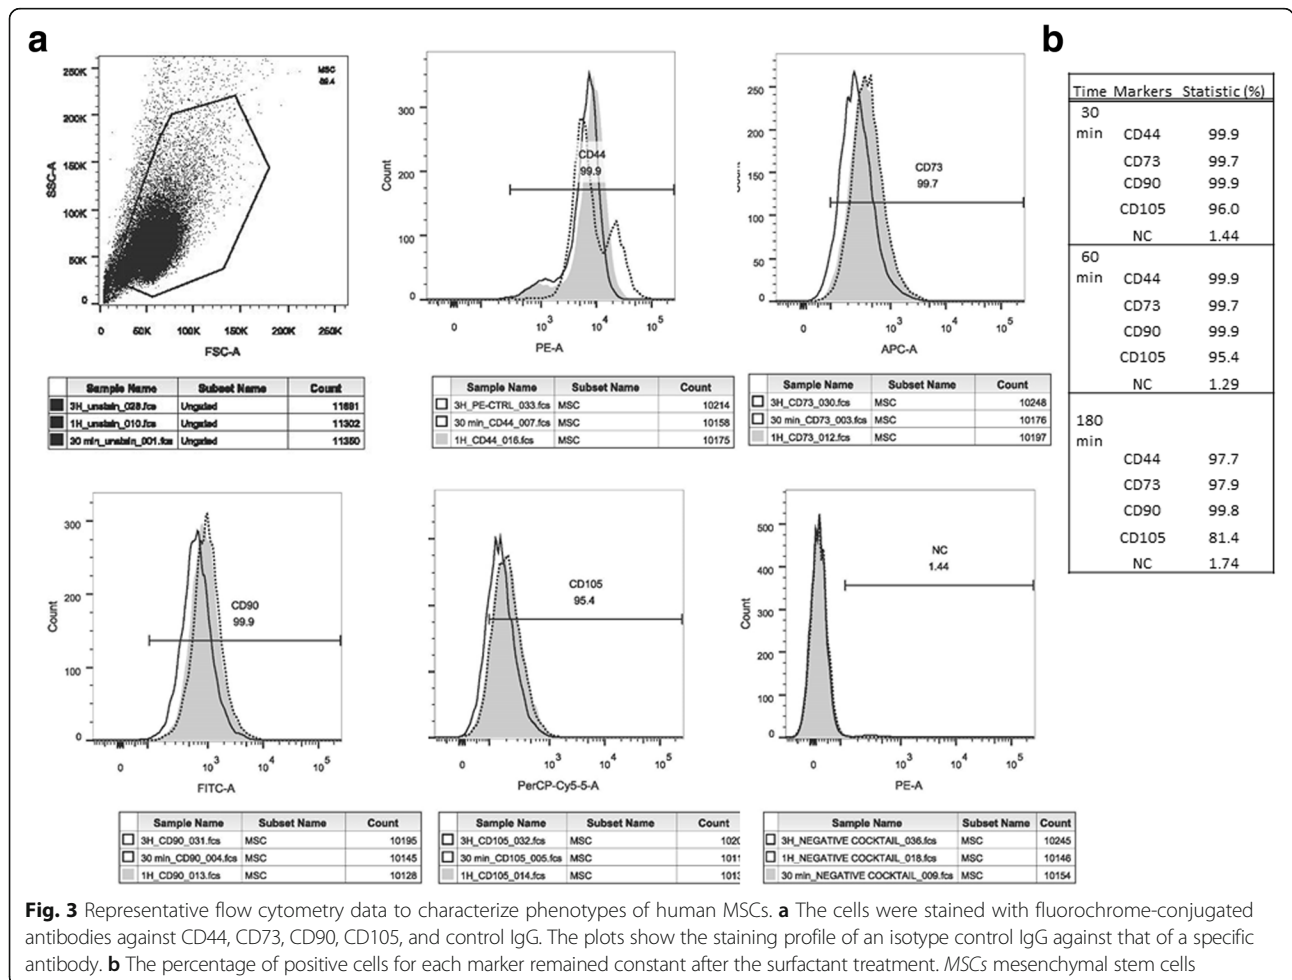 a
250K
200K
150K
100K
50K
0
SSC-A
MSC
89.4
0 50K 100K 150K 200K 250K
FSC-A
Sample Name Subset Name Count
3H_unstain_028.fcs Ungated 11691
1H_unstain_010.fcs Ungated 11302
30 min_unstain_001.fcs Ungated 11350
300
200
100
0
Count
CD44
99.9
0 10^3 10^4 10^5
PE-A
Sample Name Subset Name Count
3H_PE-CTRL_033.fcs MSC 10214
30 min_CD44_007.fcs MSC 10158
1H_CD44_016.fcs MSC 10175
250
200
150
100
50
0
Count
CD73
99.7
0 10^3 10^4 10^5
APC-A
Sample Name Subset Name Count
3H_CD73_030.fcs MSC 10248
30 min_CD73_003.fcs MSC 10176
1H_CD73_012.fcs MSC 10197
300
200
100
0
Count
CD90
99.9
0 10^3 10^4 10^5
FITC-A
Sample Name Subset Name Count
3H_CD90_031.fcs MSC 10195
30 min_CD90_004.fcs MSC 10145
1H_CD90_013.fcs MSC 10128
400
300
200
100
0
Count
CD105
95.4
0 10^3 10^4 10^5
PerCP-Cy5-5-A
Sample Name Subset Name Count
3H_CD105_032.fcs MSC
30 min_CD105_005.fcs MSC
1H_CD105_014.fcs MSC
500
400
300
200
100
0
Count
NC
1.44
0 10^3 10^4 10^5
PE-A
Sample Name Subset Name Count
3H_NEGATIVE COCKTAIL_036.fcs MSC 10245
1H_NEGATIVE COCKTAIL_018.fcs MSC 10146
30 min_NEGATIVE COCKTAIL_009.fcs MSC 10154
b
Time Markers Statistic (%)
30
min CD44 99.9
CD73 99.7
CD90 99.9
CD105 96.0
NC 1.44
60
min CD44 99.9
CD73 99.7
CD90 99.9
CD105 95.4
NC 1.29
180
min
CD44 97.7
CD73 97.9
CD90 99.8
CD105 81.4
NC 1.74
Fig. 3 Representative flow cytometry data to characterize phenotypes of human MSCs. a The cells were stained with fluorochrome-conjugated
antibodies against CD44, CD73, CD90, CD105, and control IgG. The plots show the staining profile of an isotype control IgG against that of a specific
antibody. b The percentage of positive cells for each marker remained constant after the surfactant treatment. MSCs mesenchymal stem cells